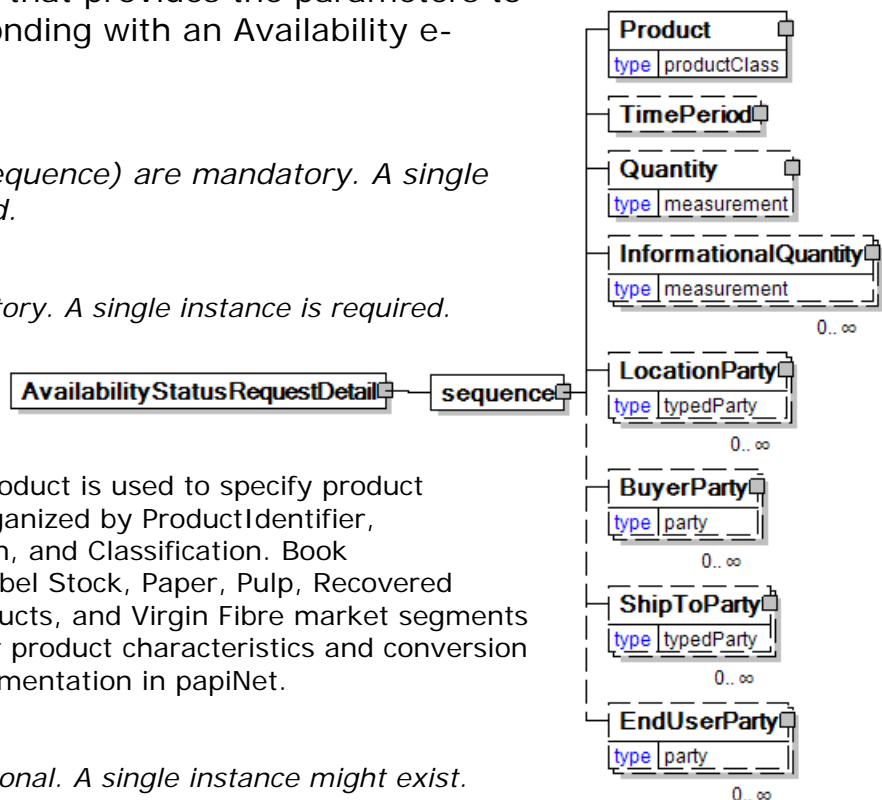 that provides the parameters to
onding with an Availability e-
equence) are mandatory. A single
d.
tory. A single instance is required.
oduct is used to specify product
ganized by ProductIdentifier,
n, and Classification. Book
bel Stock, Paper, Pulp, Recovered
ucts, and Virgin Fibre market segments
r product characteristics and conversion
umentation in papiNet.
onal. A single instance might exist.
AvailabilityStatusRequestDetail
sequence
Product
type productClass
TimePeriod
Quantity
type measurement
InformationalQuantity
type measurement
0.. ∞
LocationParty
type typedParty
0.. ∞
BuyerParty
type party
0.. ∞
ShipToParty
type typedParty
0.. ∞
EndUserParty
type party
0.. ∞